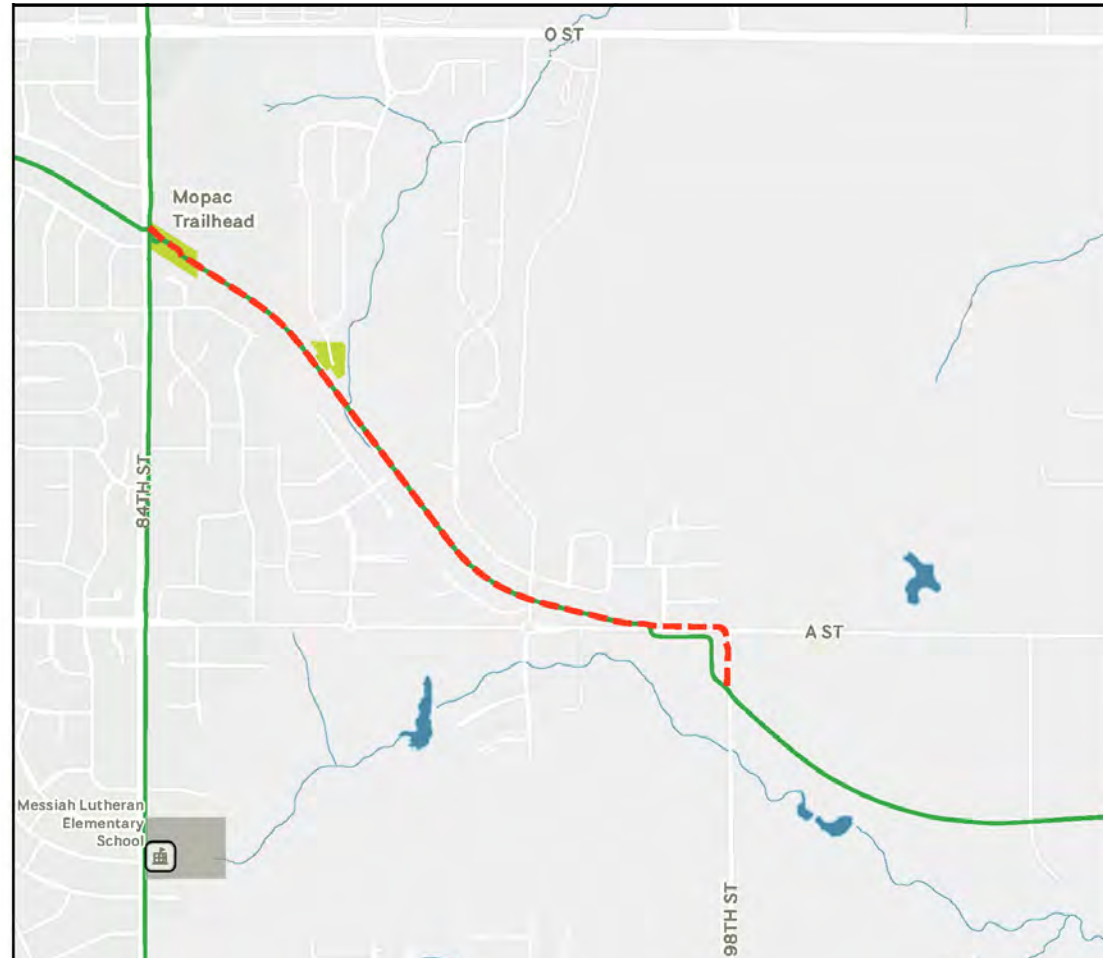 O ST
Mopac
Trailhead
84TH ST
A ST
Messiah Lutheran
Elementary
School
98TH ST